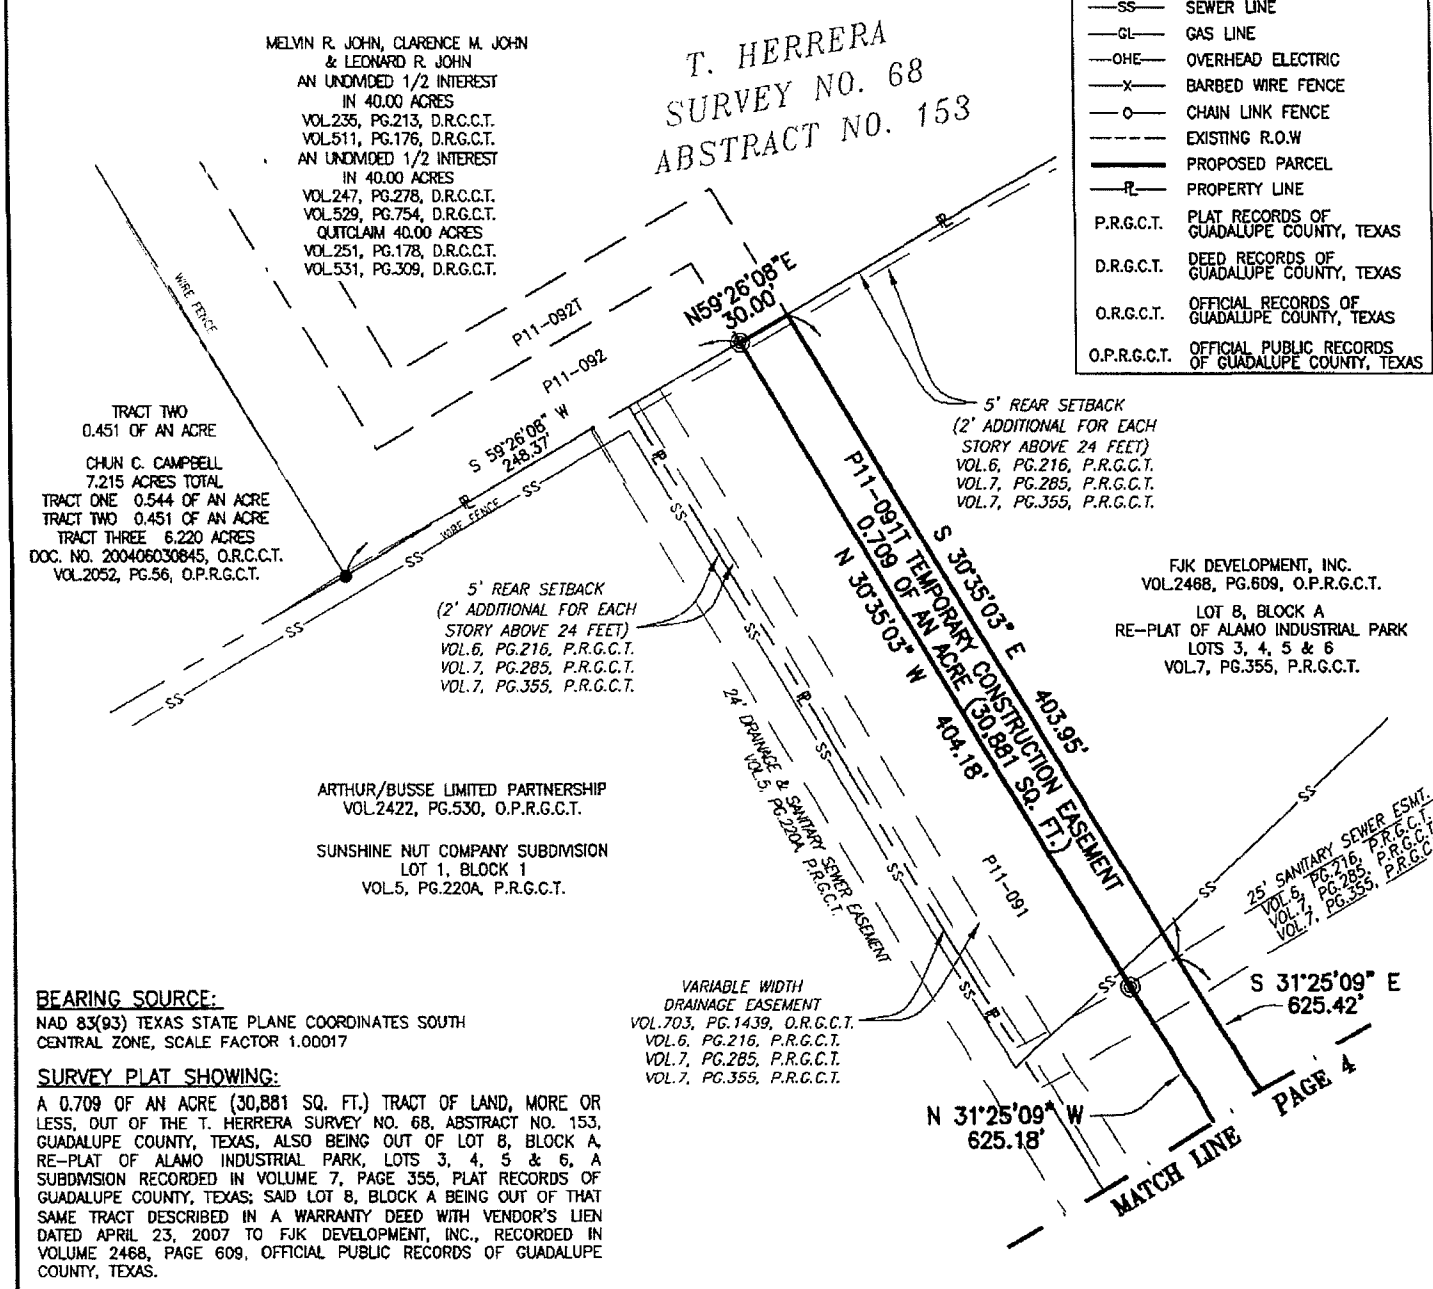 MELVIN R. JOHN, CLARENCE M. JOHN
& LEONARD R. JOHN
AN UNDIVIDED 1/2 INTEREST
IN 40.00 ACRES
VOL.235, PG.213, D.R.G.C.T.
VOL.511, PG.176, D.R.G.C.T.
AN UNDIVIDED 1/2 INTEREST
IN 40.00 ACRES
VOL.247, PG.278, D.R.G.C.T.
VOL.529, PG.754, D.R.G.C.T.
QUITCLAIM 40.00 ACRES
VOL.251, PG.178, D.R.G.C.T.
VOL.531, PG.309, D.R.G.C.T.
T. HERRERA
SURVEY NO. 68
ABSTRACT NO. 153
SS SEWER LINE
GL GAS LINE
OHE OVERHEAD ELECTRIC
X BARBED WIRE FENCE
O CHAIN LINK FENCE
EXISTING R.O.W
PROPOSED PARCEL
PL PROPERTY LINE
P.R.G.C.T. PLAT RECORDS OF
GUADALUPE COUNTY, TEXAS
D.R.G.C.T. DEED RECORDS OF
GUADALUPE COUNTY, TEXAS
O.R.G.C.T. OFFICIAL RECORDS OF
GUADALUPE COUNTY, TEXAS
O.P.R.G.C.T. OFFICIAL PUBLIC RECORDS
OF GUADALUPE COUNTY, TEXAS
WIRE FENCE
P11-092T
P11-092
N59°26'08"E
30.00'
PL
S 59°26'08" W
248.37'
TRACT TWO
0.451 OF AN ACRE
CHUN C. CAMPBELL
7.215 ACRES TOTAL
TRACT ONE 0.544 OF AN ACRE
TRACT TWO 0.451 OF AN ACRE
TRACT THREE 6.220 ACRES
DOC. NO. 200406030845, O.R.C.C.T.
VOL.2052, PG.56, O.P.R.G.C.T.
PL
WIRE FENCE
SS
SS
SS
SS
5' REAR SETBACK
(2' ADDITIONAL FOR EACH
STORY ABOVE 24 FEET)
VOL.6, PG.216, P.R.G.C.T.
VOL.7, PG.285, P.R.G.C.T.
VOL.7, PG.355, P.R.G.C.T.
PL
SS
5' REAR SETBACK
(2' ADDITIONAL FOR EACH
STORY ABOVE 24 FEET)
VOL.6, PG.216, P.R.G.C.T.
VOL.7, PG.285, P.R.G.C.T.
VOL.7, PG.355, P.R.G.C.T.
P11-091T TEMPORARY CONSTRUCTION EASEMENT
0.709 OF AN ACRE (30,881 SQ. FT.)
S 30°35'03" E
403.95'
N 30°35'03" W
404.18'
FJK DEVELOPMENT, INC.
VOL.2468, PG.609, O.P.R.G.C.T.
LOT 8, BLOCK A
RE-PLAT OF ALAMO INDUSTRIAL PARK
LOTS 3, 4, 5 & 6
VOL.7, PG.355, P.R.G.C.T.
24' DRAINAGE & SANITARY SEWER EASEMENT
VOL.5, PG.220A, P.R.G.C.T.
PL
SS
SS
ARTHUR/BUSSE LIMITED PARTNERSHIP
VOL.2422, PG.530, O.P.R.G.C.T.
SUNSHINE NUT COMPANY SUBDIVISION
LOT 1, BLOCK 1
VOL.5, PG.220A, P.R.G.C.T.
P11-091
SS
SS
25' SANITARY SEWER ESMT.
VOL.6, PG.216, P.R.G.C.T.
VOL.7, PG.285, P.R.G.C.T
VOL.7, PG.355, P.R.G.C
VARIABLE WIDTH
DRAINAGE EASEMENT
VOL.703, PG.1439, O.R.G.C.T.
VOL.6, PG.216, P.R.G.C.T.
VOL.7, PG.285, P.R.G.C.T.
VOL.7, PG.355, P.R.G.C.T.
SS
SS
PL
S 31°25'09" E
625.42'
N 31°25'09" W
625.18'
MATCH LINE PAGE 4
BEARING SOURCE:
NAD 83(93) TEXAS STATE PLANE COORDINATES SOUTH
CENTRAL ZONE, SCALE FACTOR 1.00017
SURVEY PLAT SHOWING:
A 0.709 OF AN ACRE (30,881 SQ. FT.) TRACT OF LAND, MORE OR
LESS, OUT OF THE T. HERRERA SURVEY NO. 68, ABSTRACT NO. 153,
GUADALUPE COUNTY, TEXAS, ALSO BEING OUT OF LOT 8, BLOCK A,
RE-PLAT OF ALAMO INDUSTRIAL PARK, LOTS 3, 4, 5 & 6, A
SUBDIVISION RECORDED IN VOLUME 7, PAGE 355, PLAT RECORDS OF
GUADALUPE COUNTY, TEXAS; SAID LOT 8, BLOCK A BEING OUT OF THAT
SAME TRACT DESCRIBED IN A WARRANTY DEED WITH VENDOR'S LIEN
DATED APRIL 23, 2007 TO FJK DEVELOPMENT, INC., RECORDED IN
VOLUME 2468, PAGE 609, OFFICIAL PUBLIC RECORDS OF GUADALUPE
COUNTY, TEXAS.